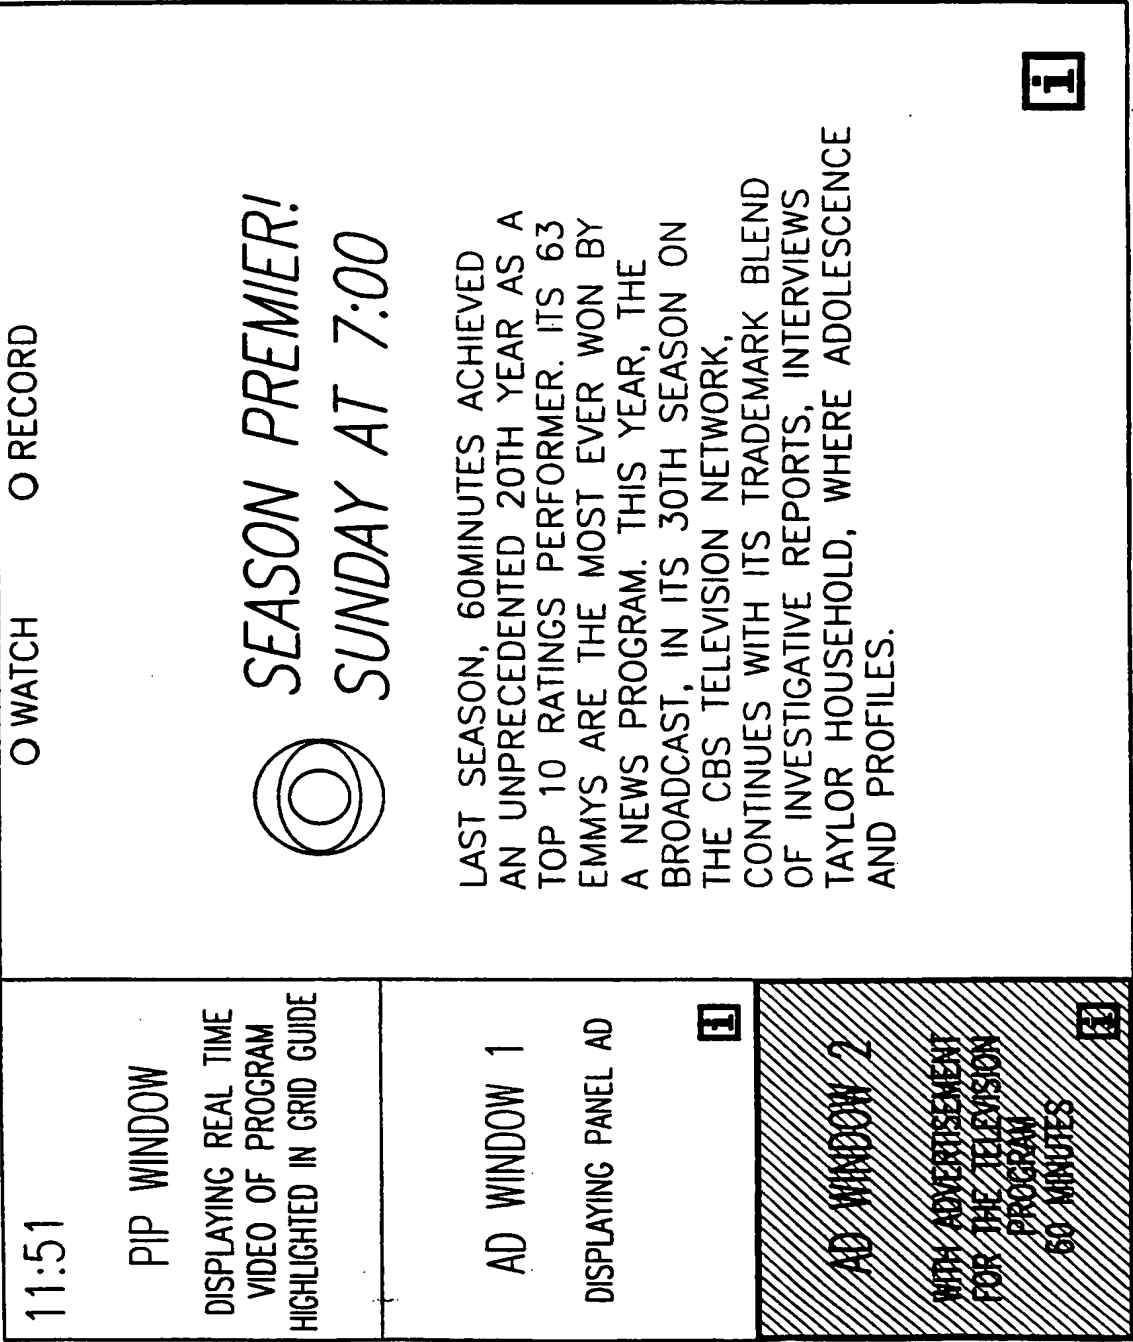 11:51
PIP WINDOW
DISPLAYING REAL TIME
VIDEO OF PROGRAM
HIGHLIGHTED IN GRID GUIDE
AD WINDOW 1
DISPLAYING PANEL AD
i
AD WINDOW 2
WITH ADVERTISEMENT
FOR THE TELEVISION
PROGRAM
60 MINUTES
i
O WATCH
O RECORD
SEASON PREMIER!
SUNDAY AT 7:00
LAST SEASON, 60MINUTES ACHIEVED
AN UNPRECEDENTED 20TH YEAR AS A
TOP 10 RATINGS PERFORMER. ITS 63
EMMYS ARE THE MOST EVER WON BY
A NEWS PROGRAM. THIS YEAR, THE
BROADCAST, IN ITS 30TH SEASON ON
THE CBS TELEVISION NETWORK,
CONTINUES WITH ITS TRADEMARK BLEND
OF INVESTIGATIVE REPORTS, INTERVIEWS
TAYLOR HOUSEHOLD, WHERE ADOLESCENCE
AND PROFILES.
i